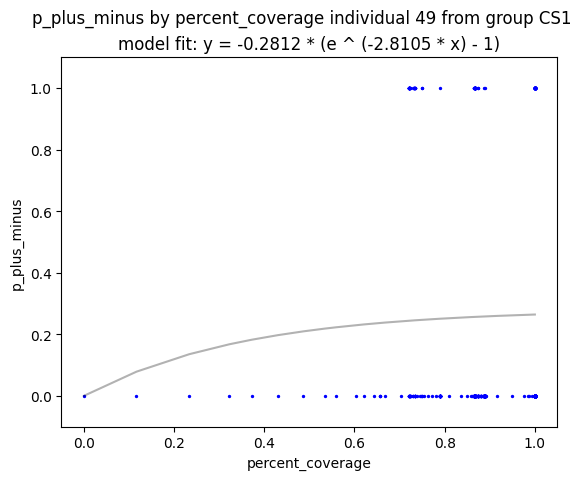 p_plus_minus by percent_coverage individual 49 from group CS1
model fit: y = -0.2812 * (e ^ (-2.8105 * x) - 1)
1.0
0.8
0.6
0.4
0.2
0.0
p_plus_minus
0.0 0.2 0.4 0.6 0.8 1.0
percent_coverage